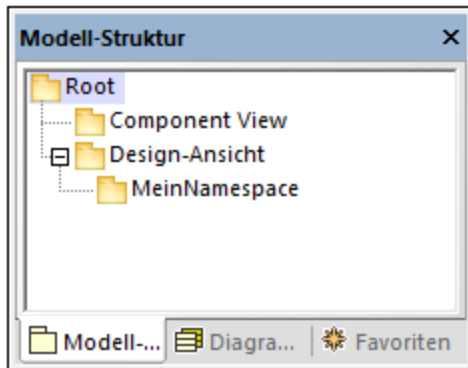 Modell-Struktur
Root
Component View
Design-Ansicht
MeinNamespace
Modell-... Diagra... Favoriten